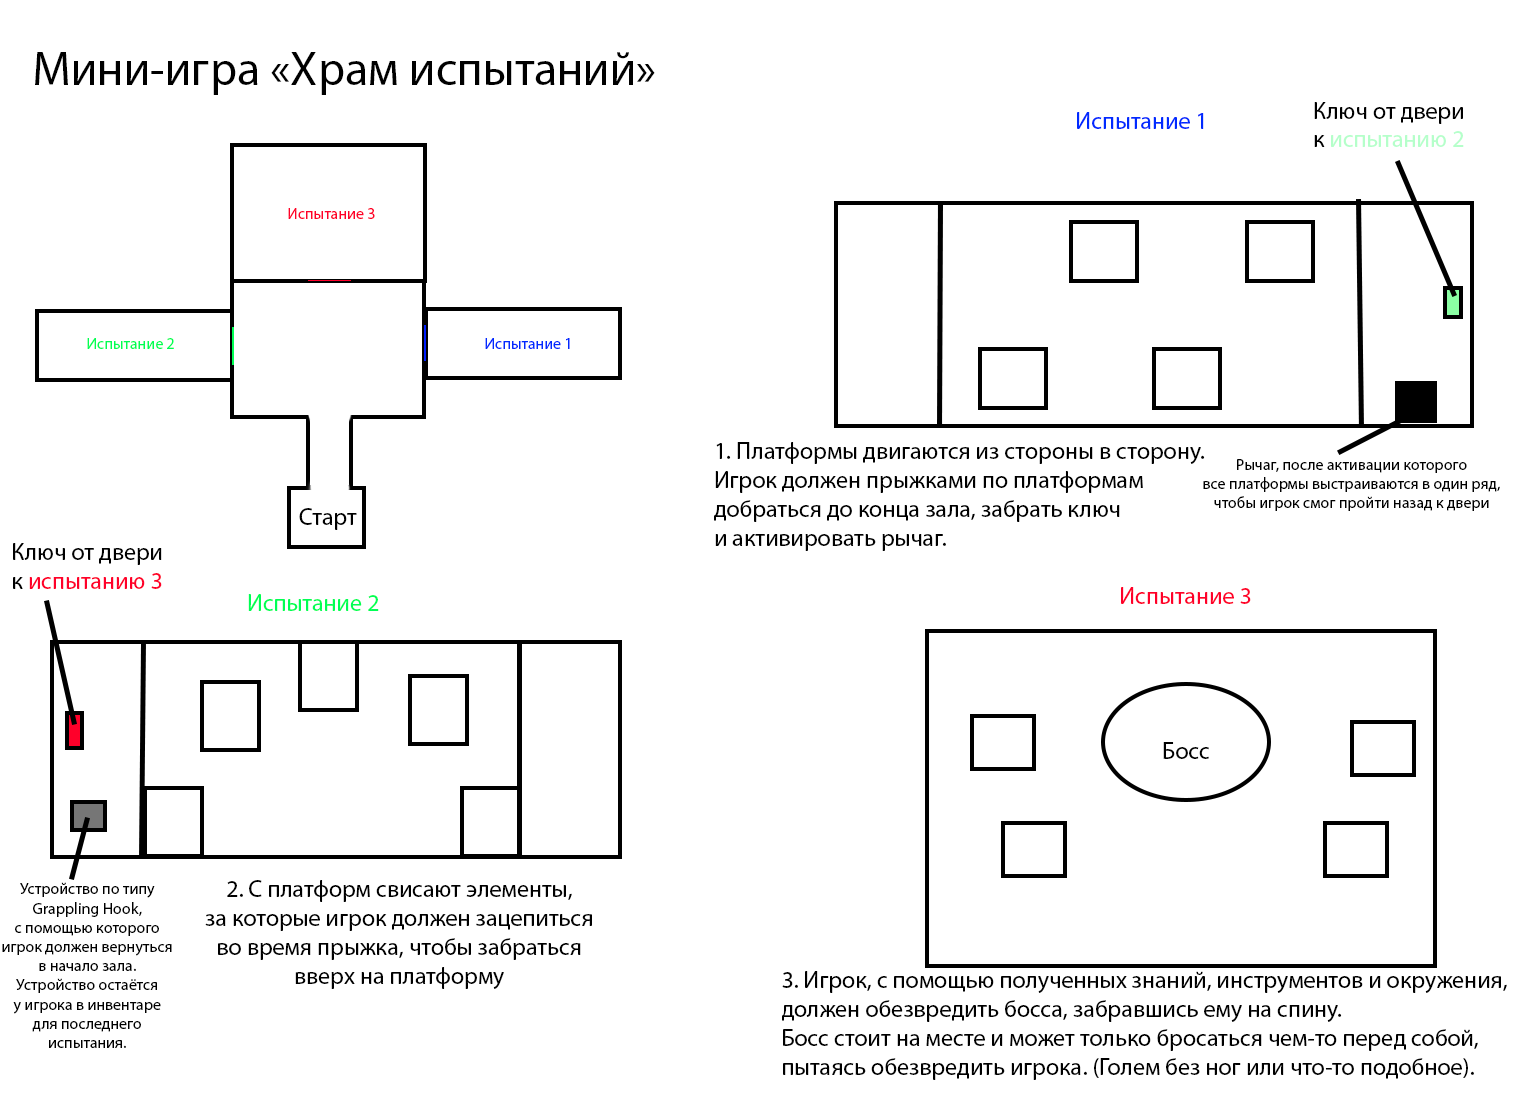 Мини-игра «Храм испытаний»
Испытание 3
Испытание 2
Испытание 1
Старт
Испытание 1
Ключ от двери
к испытанию 2
1. Платформы двигаются из стороны в сторону.
Игрок должен прыжками по платформам
добраться до конца зала, забрать ключ
и активировать рычаг.
Рычаг, после активации которого
все платформы выстраиваются в один ряд,
чтобы игрок смог пройти назад к двери
Ключ от двери
к испытанию 3
Испытание 2
Устройство по типу
Grappling Hook,
с помощью которого
игрок должен вернуться
в начало зала.
Устройство остаётся
у игрока в инвентаре
для последнего
испытания.
2. С платформ свисают элементы,
за которые игрок должен зацепиться
во время прыжка, чтобы забраться
вверх на платформу
Испытание 3
Босс
3. Игрок, с помощью полученных знаний, инструментов и окружения,
должен обезвредить босса, забравшись ему на спину.
Босс стоит на месте и может только бросаться чем-то перед собой,
пытаясь обезвредить игрока. (Голем без ног или что-то подобное).